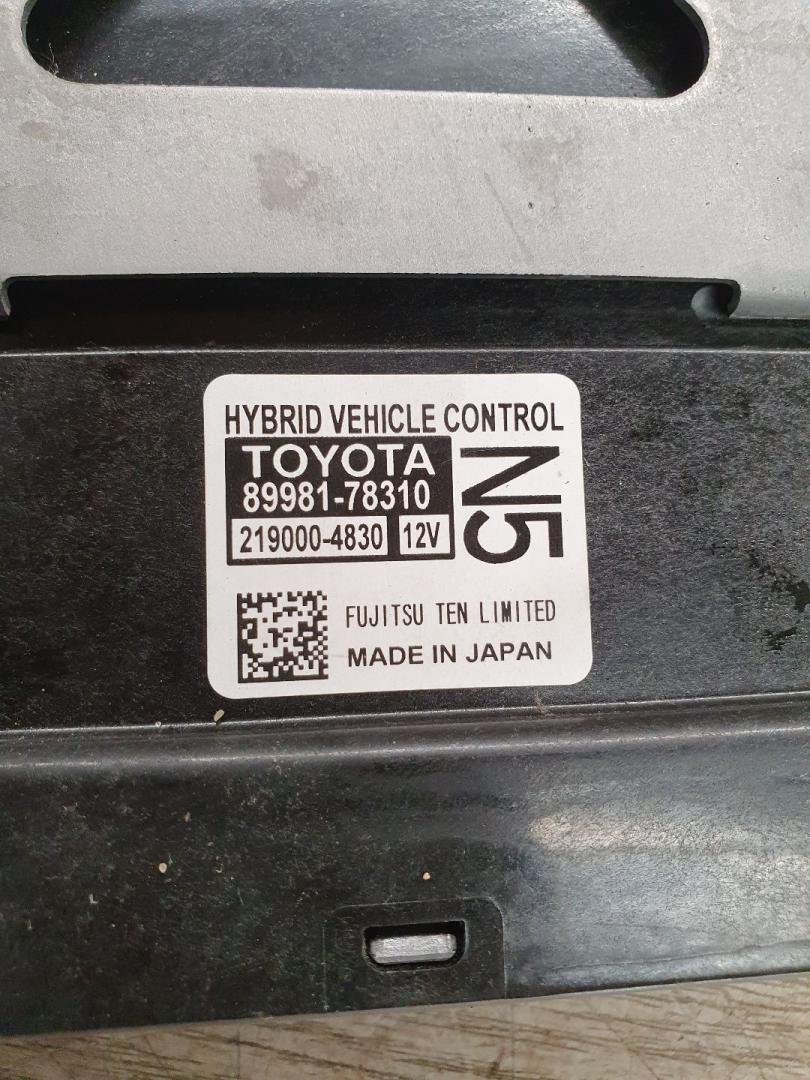 HYBRID VEHICLE CONTROL
TOYOTA
89981-78310
219000-4830 12V
N5
FUJITSU TEN LIMITED
MADE IN JAPAN